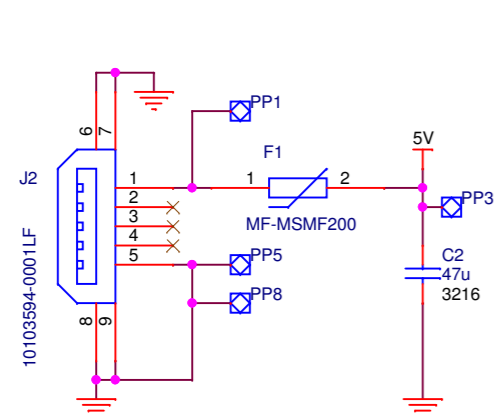 PP1
6
7
5V
F1
J2
1
1
2
2
PP3
3
MF-MSMF200
4
5
PP5
C2
47u
3216
PP8
10103594-0001LF
8
9